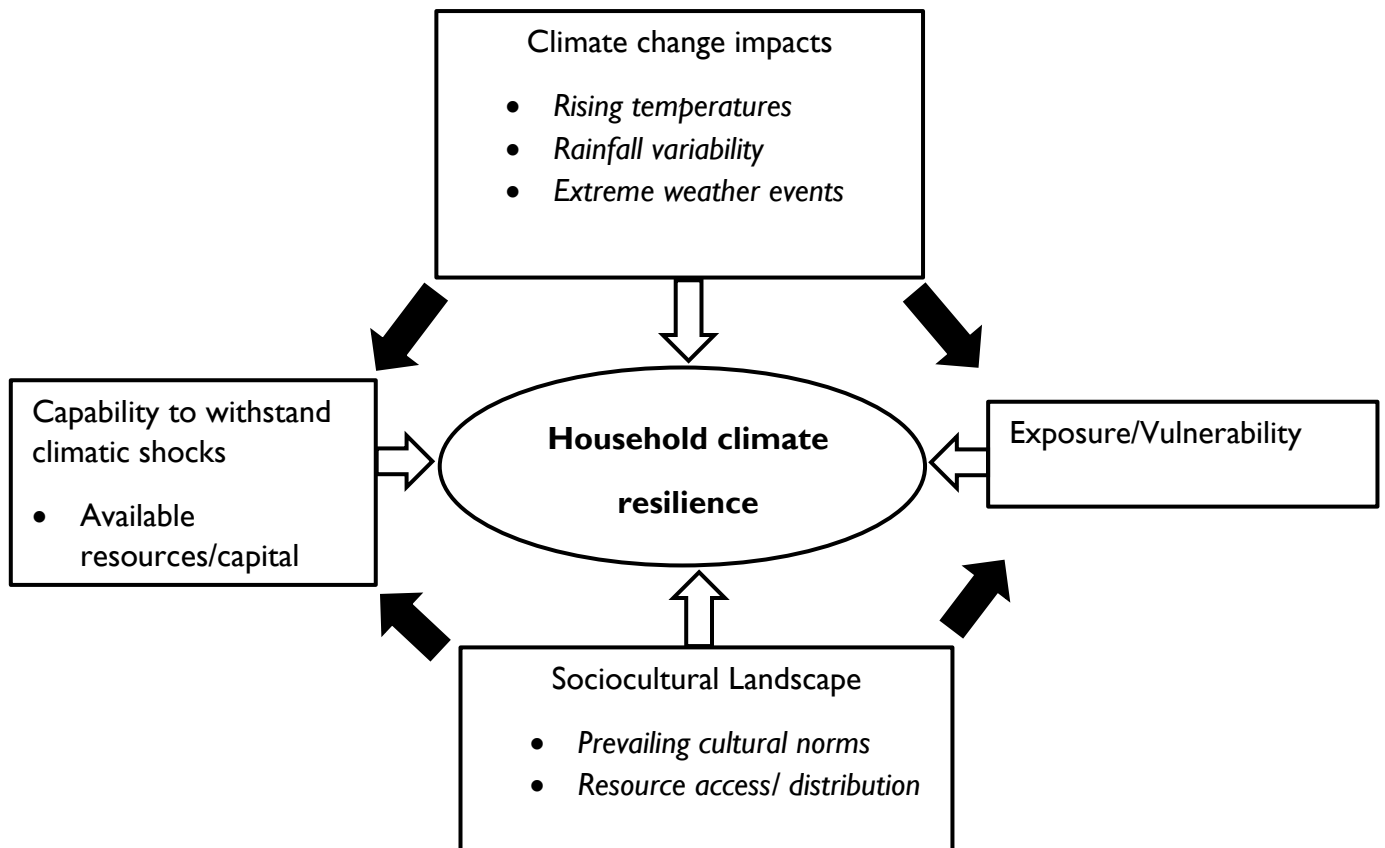 Climate change impacts
• Rising temperatures
• Rainfall variability
• Extreme weather events
Capability to withstand
climatic shocks
• Available
resources/capital
Household climate
resilience
Exposure/Vulnerability
Sociocultural Landscape
• Prevailing cultural norms
• Resource access/ distribution